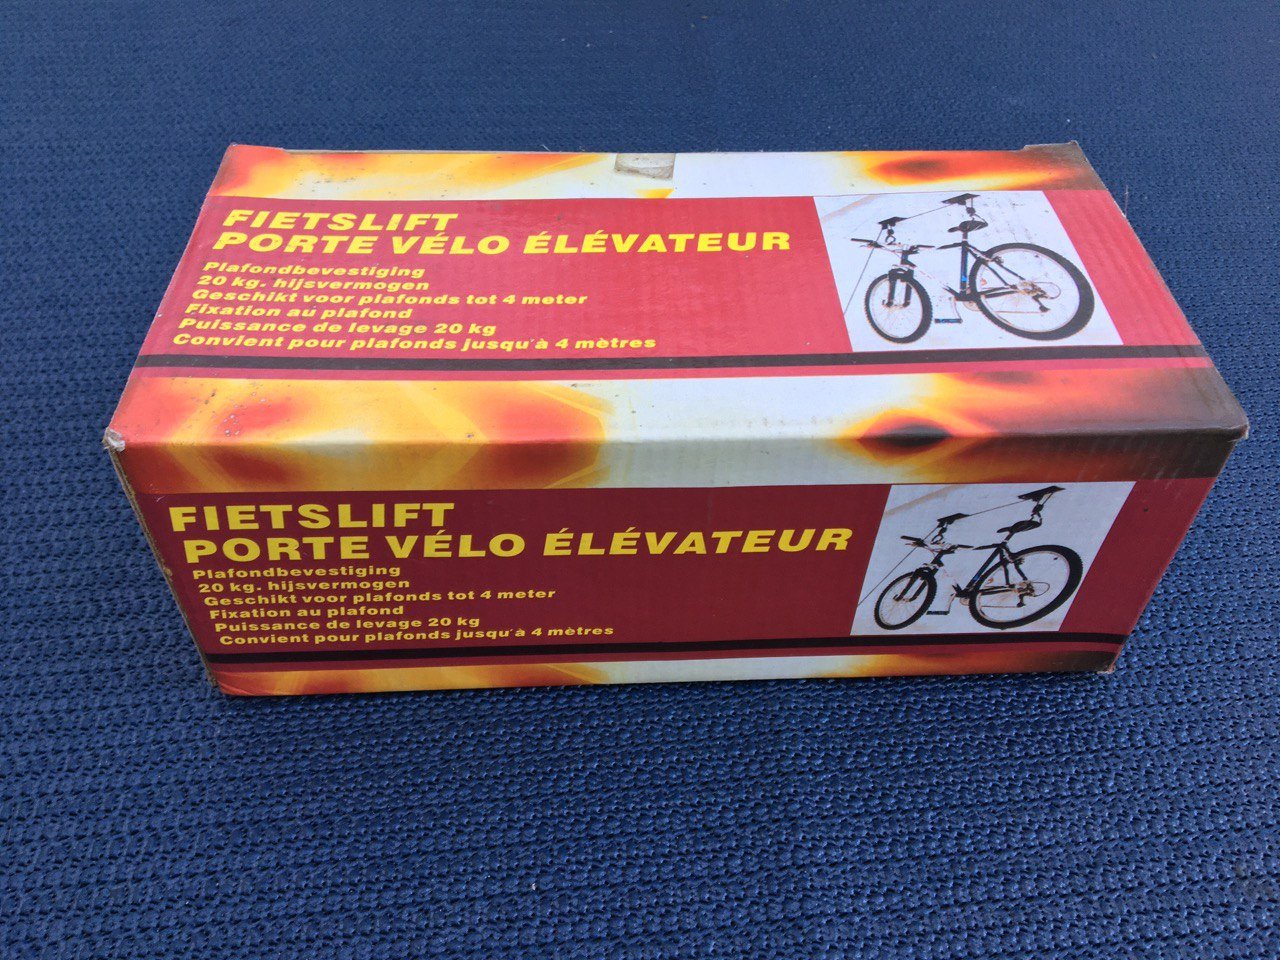 FIETSLIFT
PORTE VÉLO ÉLÉVATEUR
Plafondbevestiging
20 kg. hijsvermogen
Geschikt voor plafonds tot 4 meter
Fixation au plafond
Puissance de levage 20 kg
Convient pour plafonds jusqu'à 4 mètres
FIETSLIFT
PORTE VÉLO ÉLÉVATEUR
Plafondbevestiging
20 kg. hijsvermogen
Geschikt voor plafonds tot 4 meter
Fixation au plafond
Puissance de levage 20 kg
Convient pour plafonds jusqu'à 4 mètres